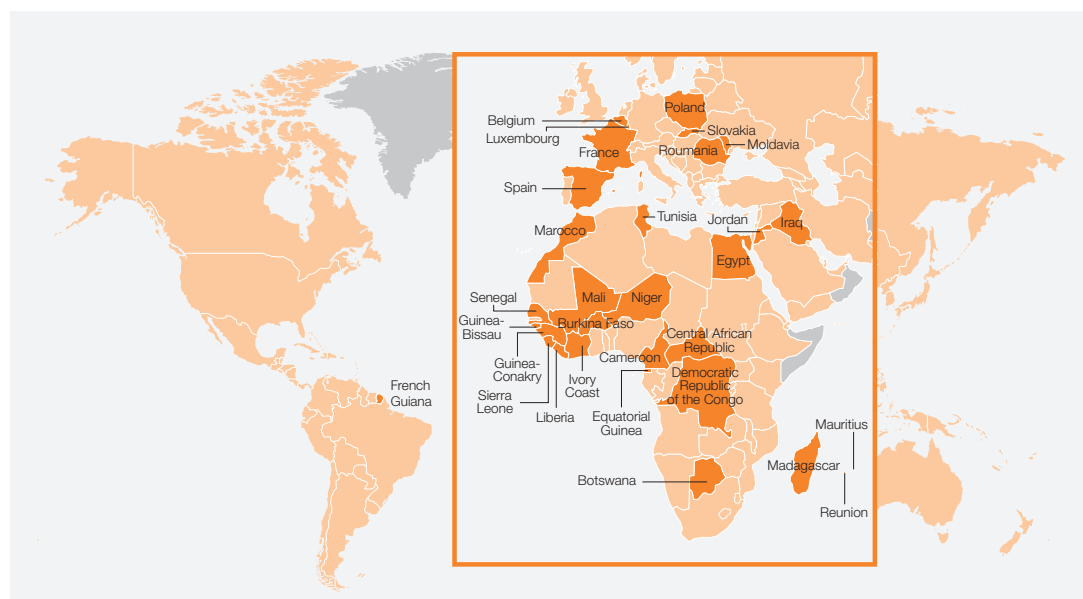 Poland
Belgium
Slovakia
Luxembourg
Moldavia
Roumania
France
Spain
Tunisia
Jordan
Iraq
Marocco
Egypt
Senegal
Mali
Niger
Guinea-
Bissau
Burkina Faso
Central African
Republic
Cameroon
Guinea-
Conakry
Democratic
Republic
of the Congo
Ivory
Coast
French
Guiana
Sierra
Leone
Liberia
Equatorial
Guinea
Mauritius
Madagascar
Botswana
Reunion